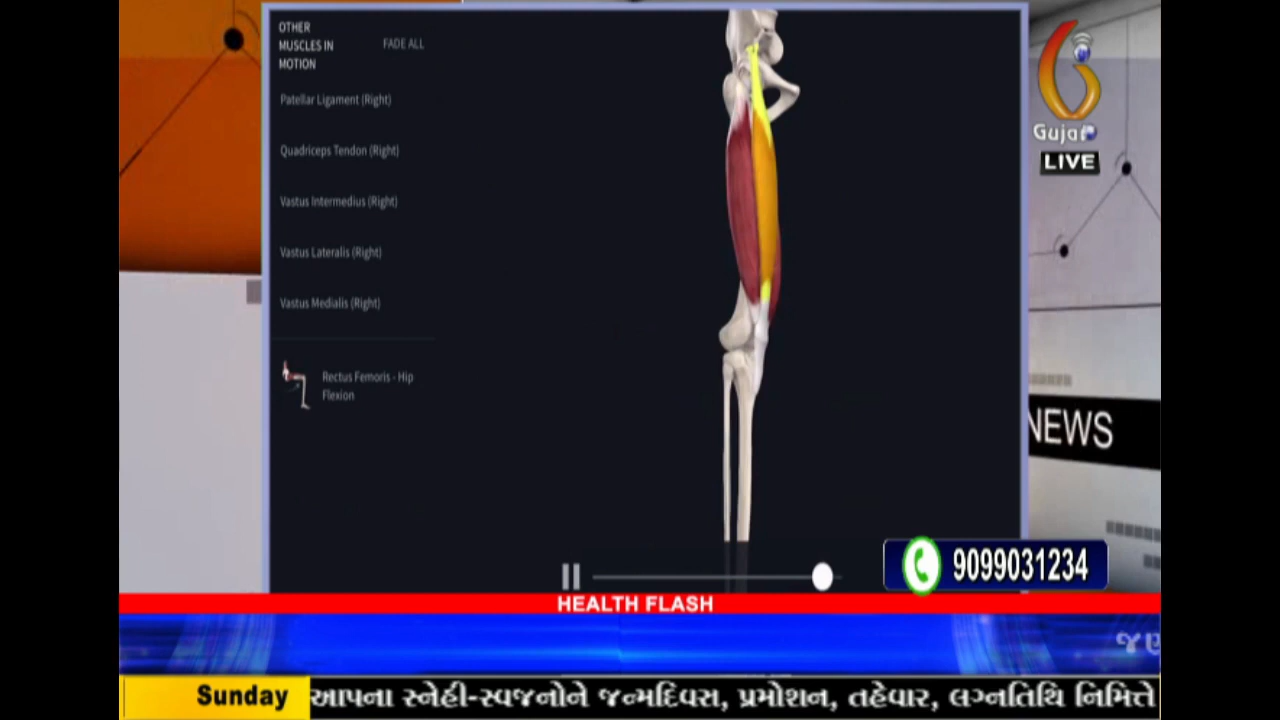 OTHER
MUSCLES IN
MOTION
FADE ALL
Patellar Ligament (Right)
Quadriceps Tendon (Right)
Vastus Intermedius (Right)
Vastus Lateralis (Right)
Vastus Medialis (Right)
Rectus Femoris - Hip
Flexion
LIVE
NEWS
9099031234
HEALTH FLASH
Sunday
આપના સ્નેહી-સ્વજનોને જન્મદિવસ, પ્રમોશન, તહેવાર, લગ્નતિથિ નિમિત્તે